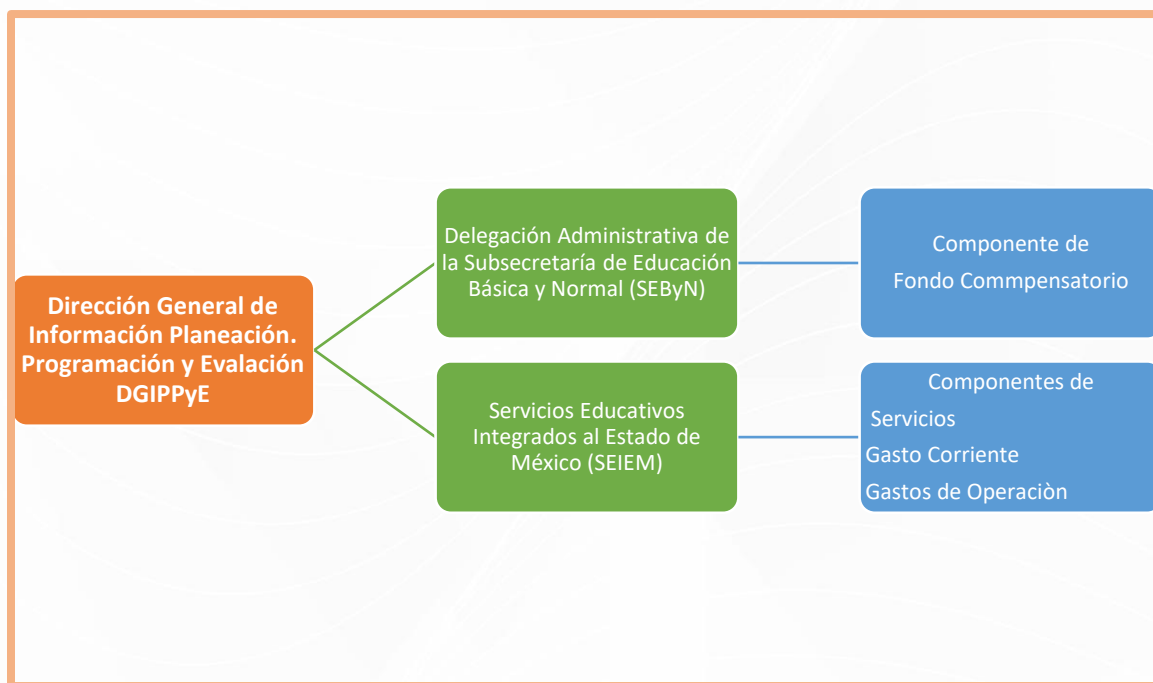 Dirección General de
Información Planeación.
Programación y Evalación
DGIPPyE
Delegación Administrativa de
la Subsecretaría de Educación
Básica y Normal (SEByN)
Componente de
Fondo Commpensatorio
Servicios Educativos
Integrados al Estado de
México (SEIEM)
Componentes de
Servicios
Gasto Corriente
Gastos de Operaciòn